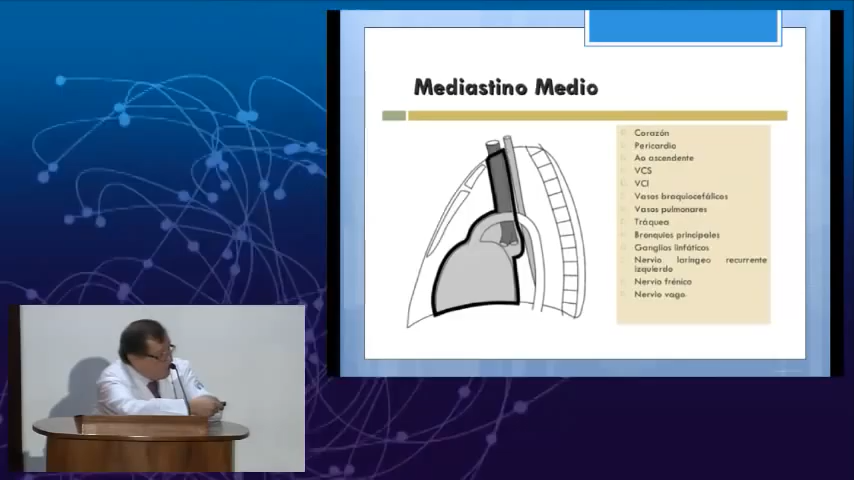 Mediastino Medio
Corazón
Pericardio
Ao ascendente
VCS
VCI
Vasos braquiocefálicos
Vasos pulmonares
Tráquea
Bronquios principales
Ganglios linfáticos
Nervio laríngeo recurrente
izquierdo
Nervio frénico
Nervio vago